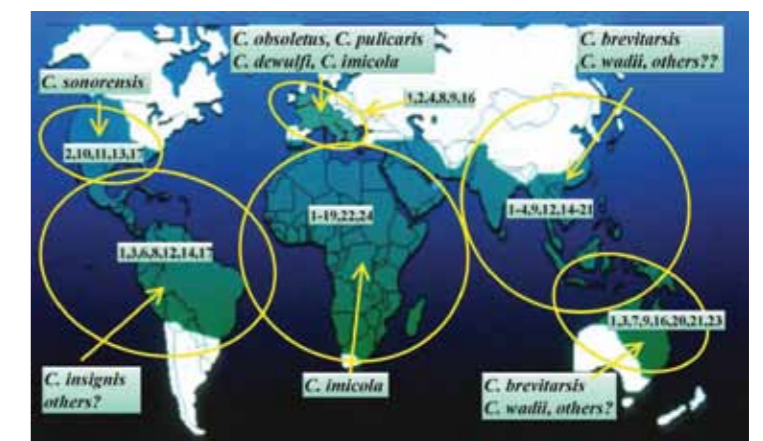 C. obsoletus, C. pulicaris
C. dewulfi, C. imicola
C. brevitarsis
C. wadii, others??
C. sonorensis
1,2,4,8,9,16
2,10,11,13,17
1-19,22,24
1-4,9,12,14-21
1,3,6,8,12,14,17
1,3,7,9,16,20,21,23
C. insignis
others?
C. imicola
C. brevitarsis
C. wadii, others?